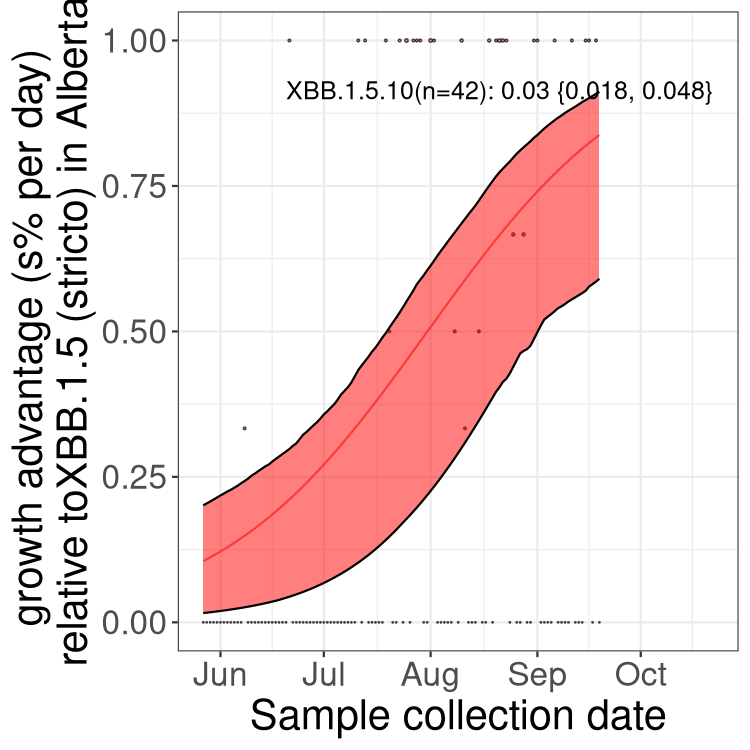 growth advantage (s% per day)
relative toXBB.1.5 (stricto) in Alberta
1.00
0.75
0.50
0.25
0.00
XBB.1.5.10(n=42): 0.03 {0.018, 0.048}
Jun Jul Aug Sep Oct
Sample collection date